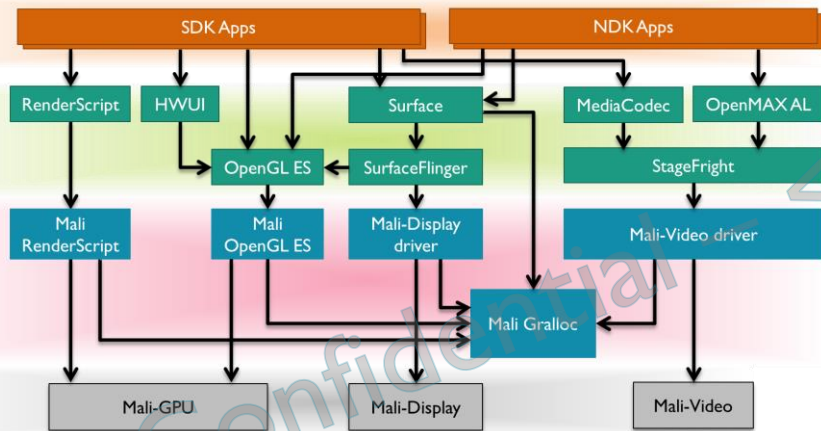 SDK Apps
NDK Apps
RenderScript
HWUI
Surface
MediaCodec
OpenMAX AL
OpenGL ES
SurfaceFlinger
StageFright
Mali
RenderScript
Mali
OpenGL ES
Mali-Display
driver
Mali-Video driver
Mali Gralloc
Mali-GPU
Mali-Display
Mali-Video
Confidential – <